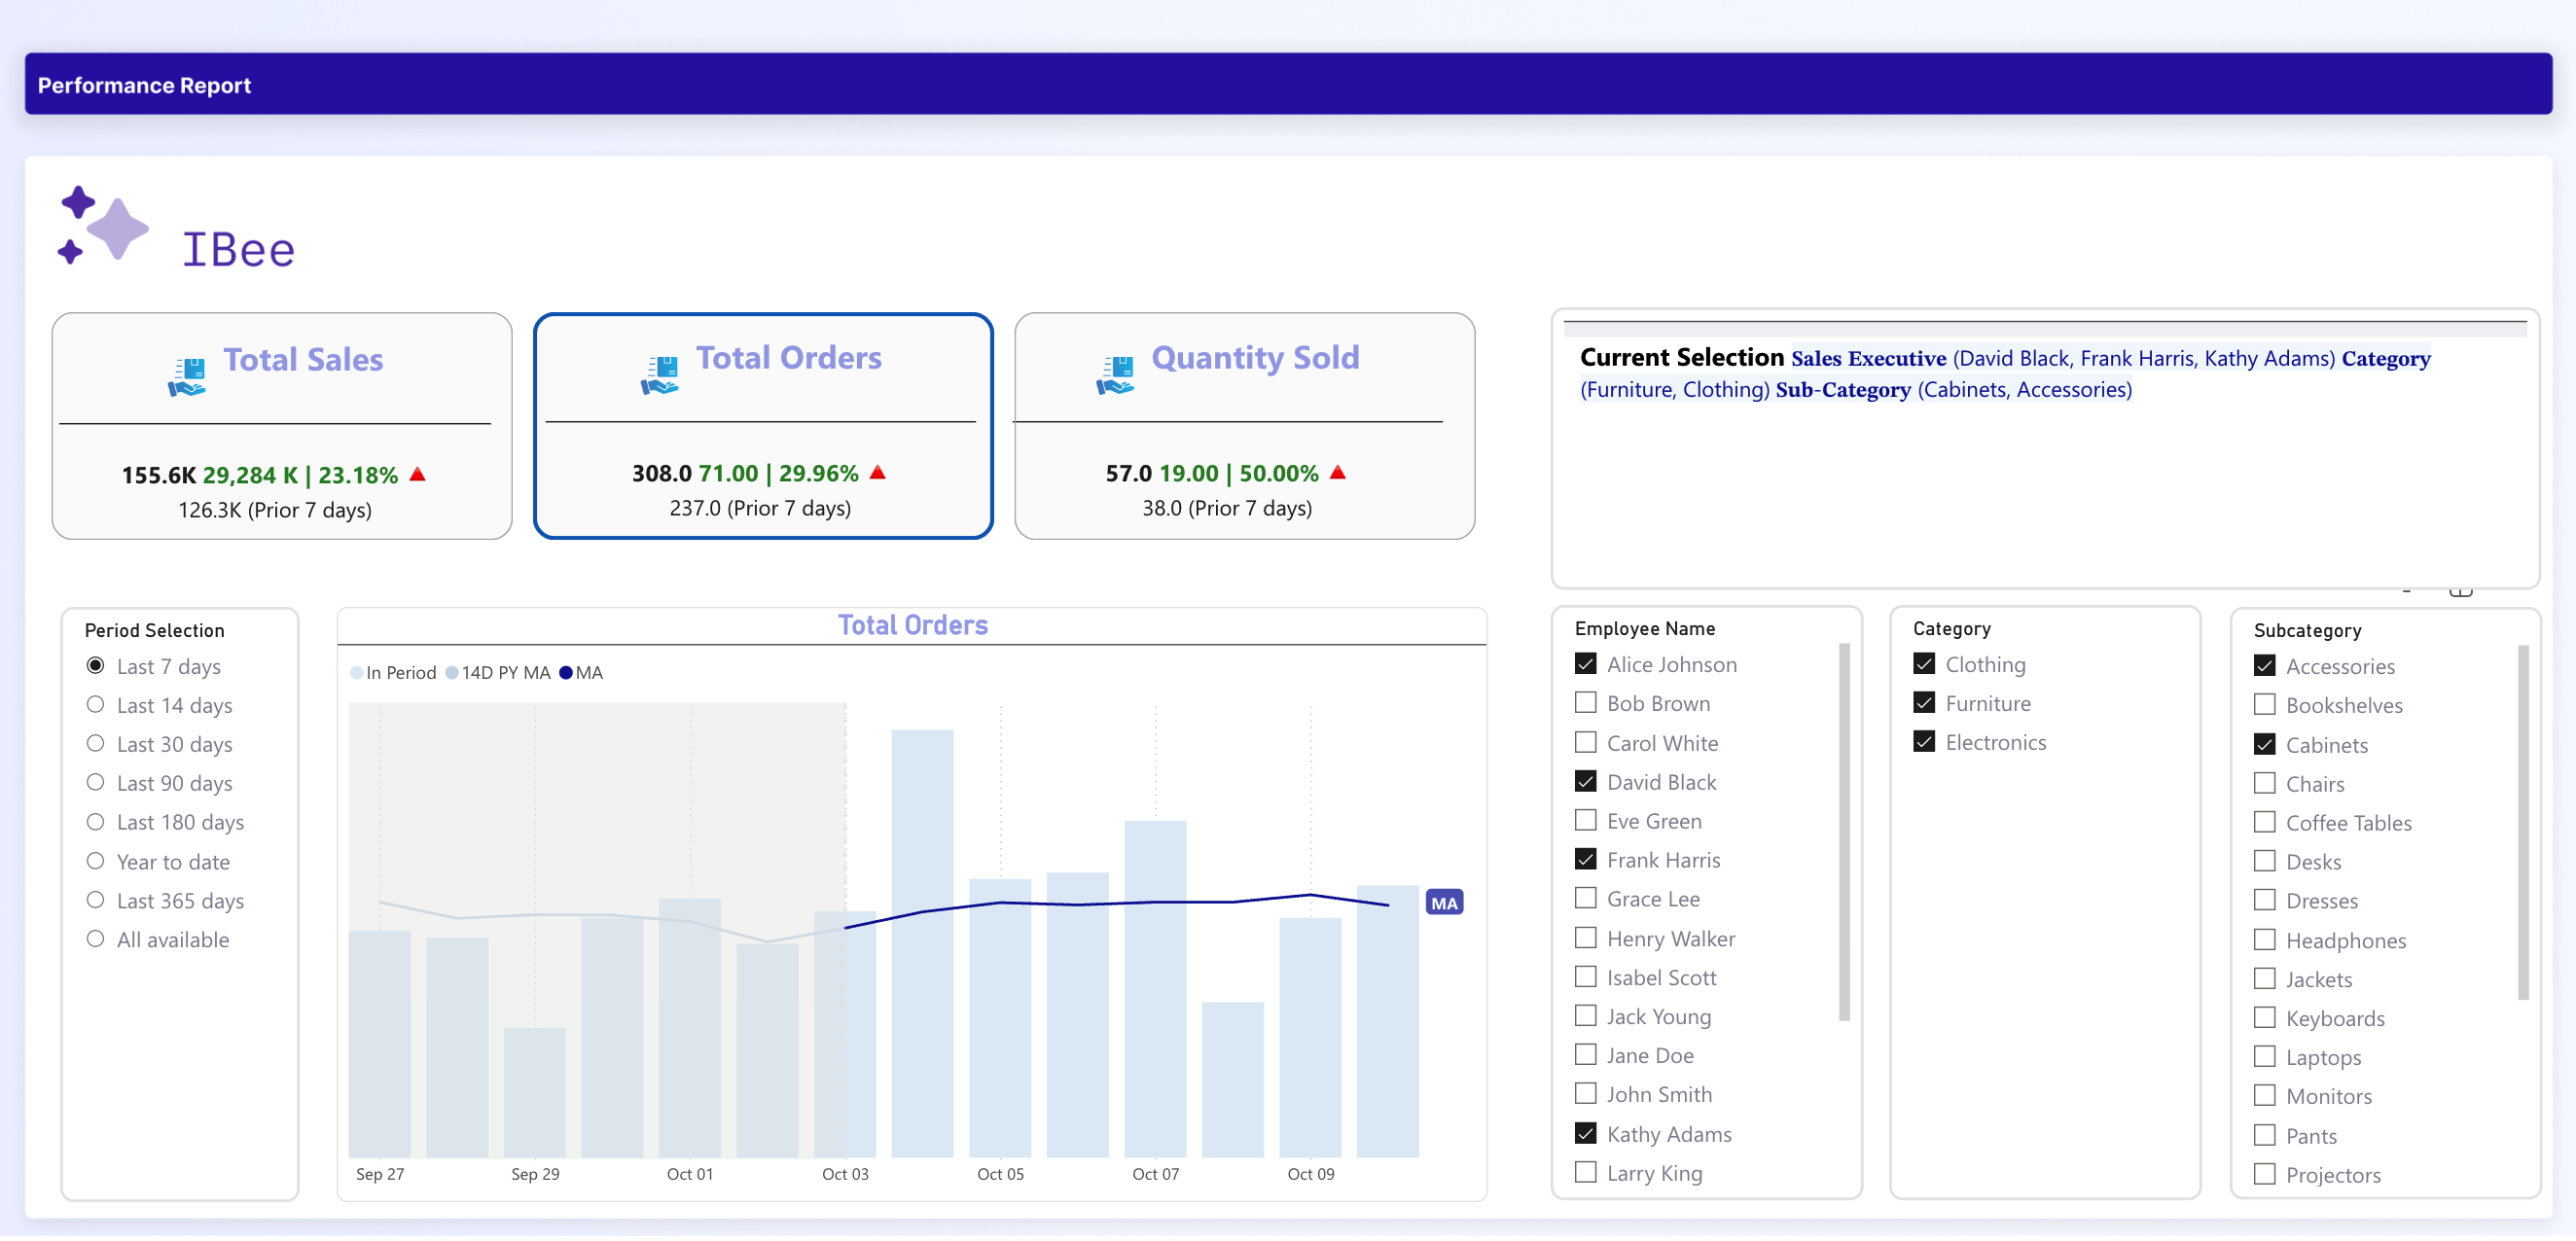 Performance Report
IBee
Total Sales
155.6K 29,284 K | 23.18%
126.3K (Prior 7 days)
Total Orders
308.0 71.00 | 29.96%
237.0 (Prior 7 days)
Quantity Sold
57.0 19.00 | 50.00%
38.0 (Prior 7 days)
Current Selection Sales Executive (David Black, Frank Harris, Kathy Adams) Category
(Furniture, Clothing) Sub-Category (Cabinets, Accessories)
Period Selection
Last 7 days
Last 14 days
Last 30 days
Last 90 days
Last 180 days
Year to date
Last 365 days
All available
Total Orders
In Period 14D PY MA MA
MA
Sep 27 Sep 29 Oct 01 Oct 03 Oct 05 Oct 07 Oct 09
Employee Name
Alice Johnson
Bob Brown
Carol White
David Black
Eve Green
Frank Harris
Grace Lee
Henry Walker
Isabel Scott
Jack Young
Jane Doe
John Smith
Kathy Adams
Larry King
Category
Clothing
Furniture
Electronics
Subcategory
Accessories
Bookshelves
Cabinets
Chairs
Coffee Tables
Desks
Dresses
Headphones
Jackets
Keyboards
Laptops
Monitors
Pants
Projectors